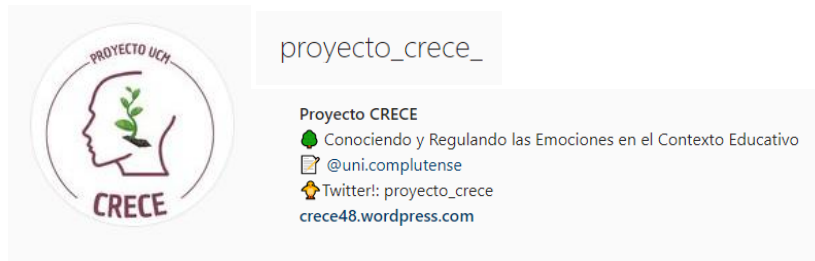 PROYECTO UCM
CRECE
proyecto_crece_
Proyecto CRECE
🌳 Conociendo y Regulando las Emociones en el Contexto Educativo
📝 @uni.complutense
🐥Twitter!: proyecto_crece
crece48.wordpress.com